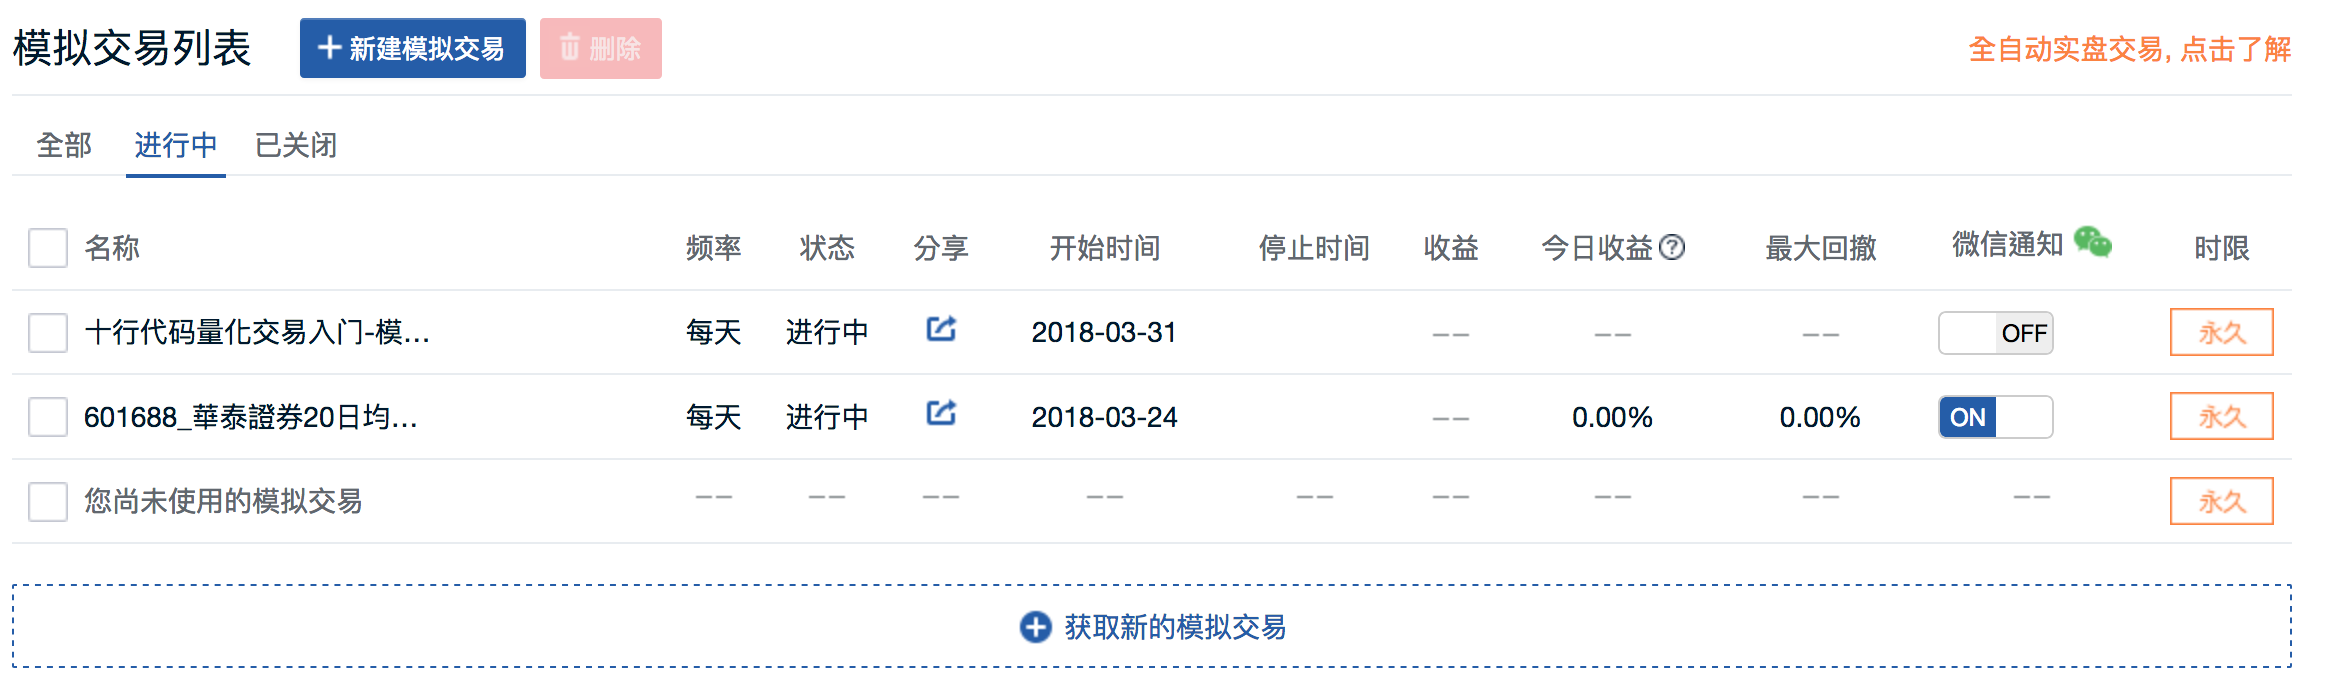 模拟交易列表 新建模拟交易 删除 全自动实盘交易, 点击了解
全部 进行中 已关闭
名称 频率 状态 分享 开始时间 停止时间 收益 今日收益 最大回撤 微信通知 时限
十行代码量化交易入门-模... 每天 进行中 2018-03-31 -- -- -- OFF 永久
601688_華泰證券20日均... 每天 进行中 2018-03-24 -- 0.00% 0.00% ON 永久
您尚未使用的模拟交易 -- -- -- -- -- -- -- -- -- 永久
获取新的模拟交易